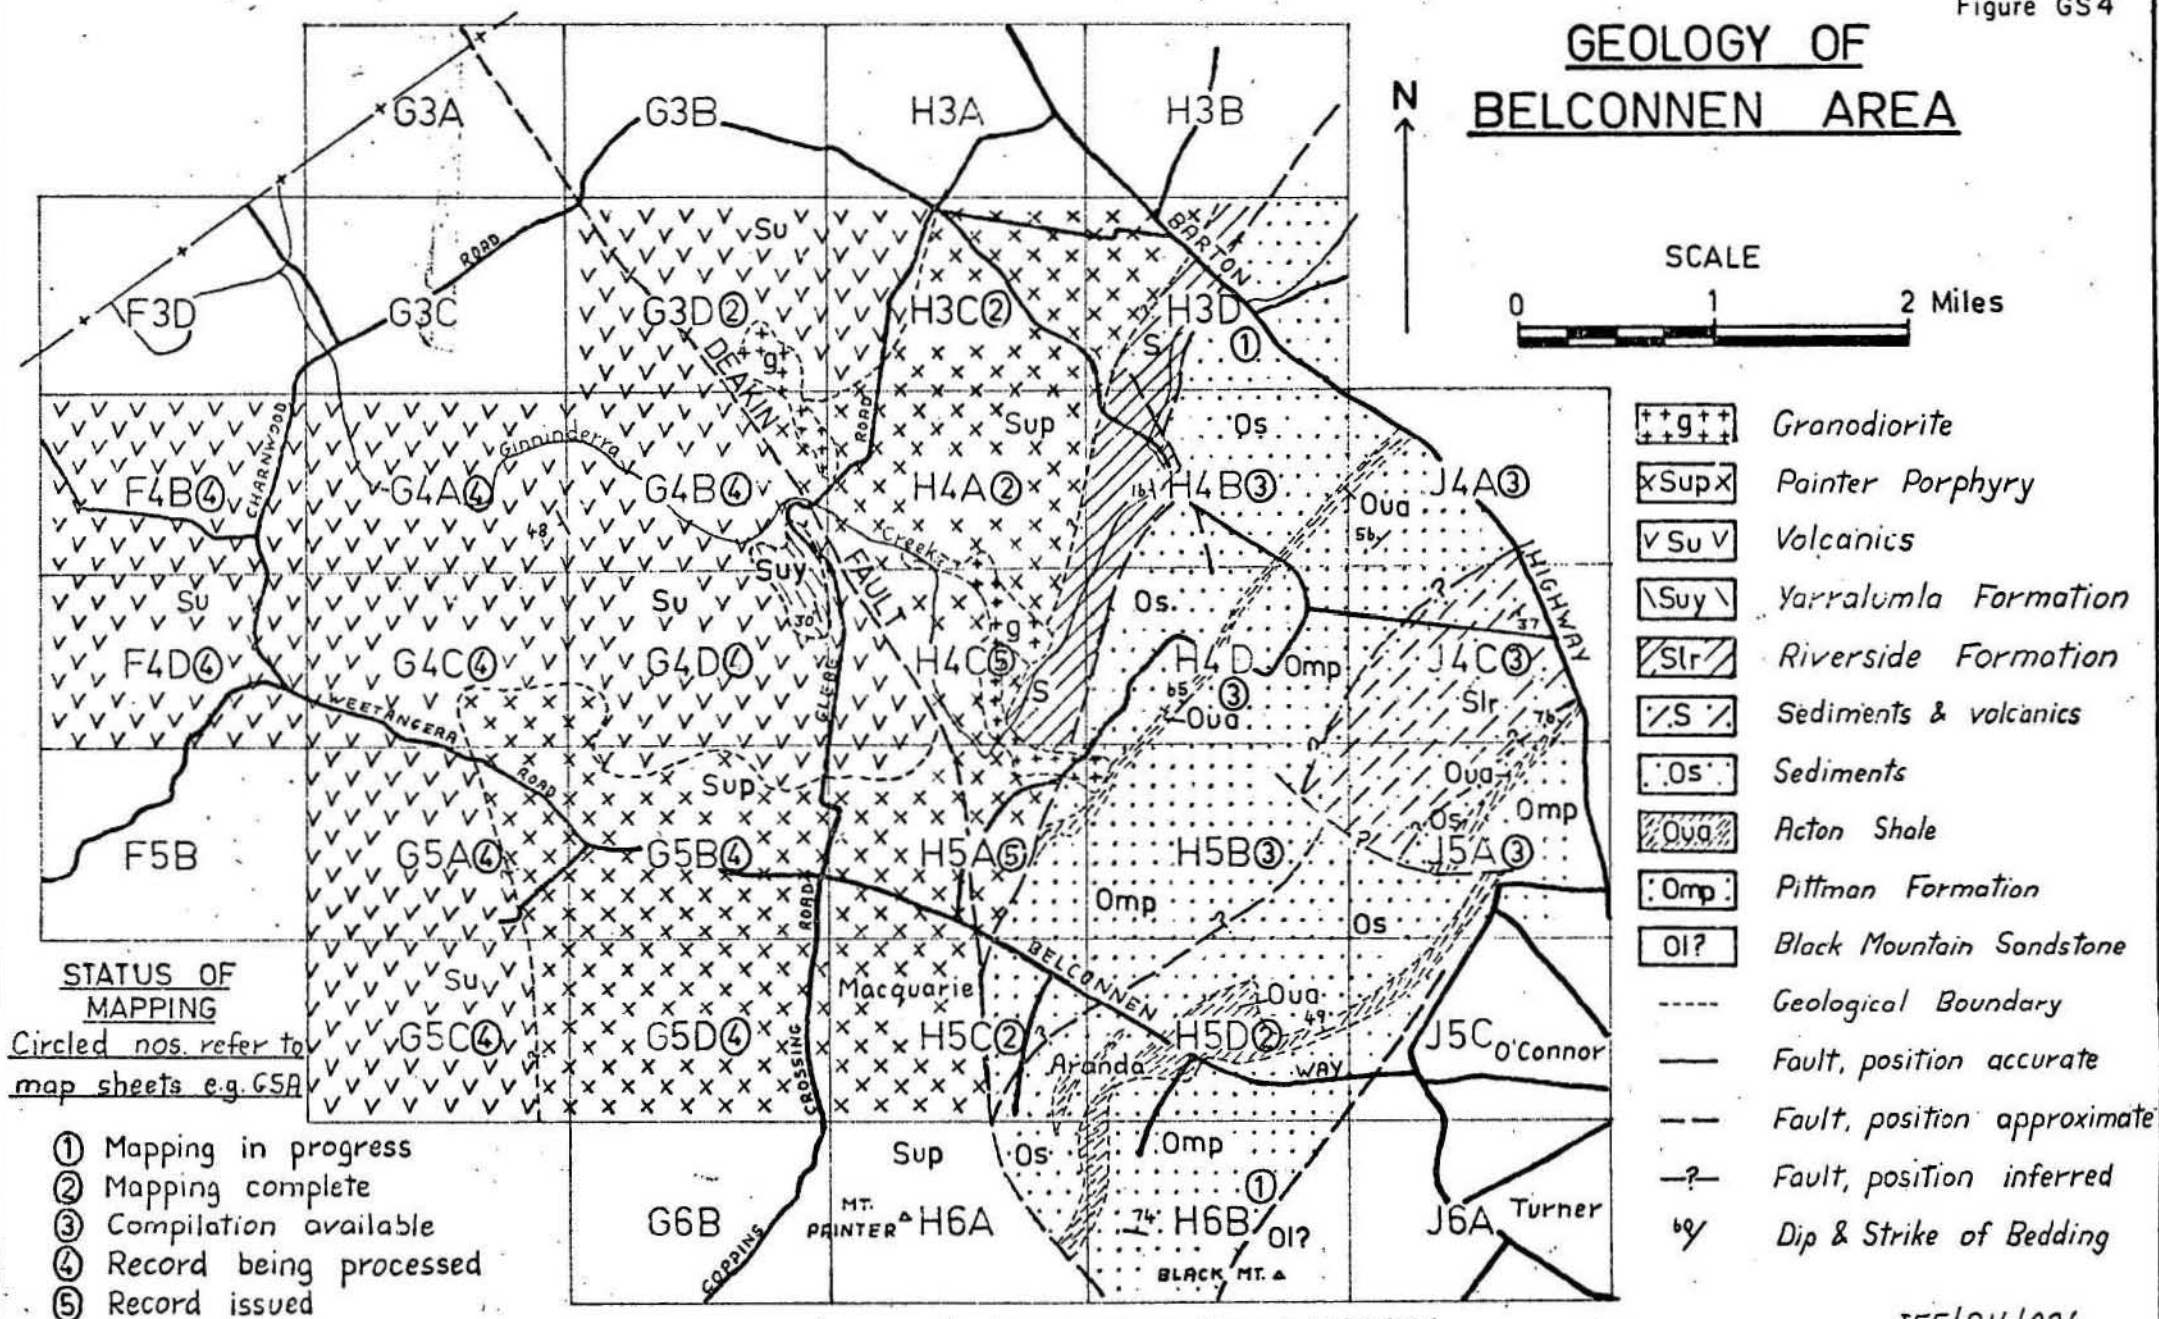 Figure GS4
GEOLOGY OF
BELCONNEN AREA
N
SCALE
0 1 2 Miles
G3A
G3B
H3A
H3B
F3D
G3C
ROAD
Su
G3D②
DEAKIN
FAULT
g
H3C②
ROAD
BARTON
HIGHWAY
H3D
①
S
Sup
Os
F4B④
CHARNWOOD
G4A④
Ginninderra
Creek
48
G4B④
H4A②
H4B③
J4A③
Oua
Su
F4D④
G4C④
Su
G4D④
Suy
30
H4C⑤
g
S
Os
H4D
③
65
Oua
Omp
J4C③
Slr
37
WEETANGERA
ROAD
F5B
G5A④
Sup
G5B④
H5A⑤
H5B③
Omp
Os
Oua
Os
Omp
J5A③
Su
G5C④
G5D④
COPPINS
CROSSING
ROAD
Macquarie
H5C②
BELCONNEN
WAY
Aranda
Oua
49
H5D②
J5C
O'Connor
Sup
Os
Omp
①
G6B
MT.
PAINTER
H6A
74
H6B
Ol?
BLACK MT.
J6A
Turner
g Granodiorite
Sup Painter Porphyry
Su Volcanics
Suy Yarralumla Formation
Slr Riverside Formation
S Sediments & volcanics
Os Sediments
Oua Acton Shale
Omp Pittman Formation
Ol? Black Mountain Sandstone
Geological Boundary
Fault, position accurate
Fault, position approximate
? Fault, position inferred
Dip & Strike of Bedding
STATUS OF
MAPPING
Circled nos. refer to
map sheets e.g. G5A
① Mapping in progress
② Mapping complete
③ Compilation available
④ Record being processed
⑤ Record issued